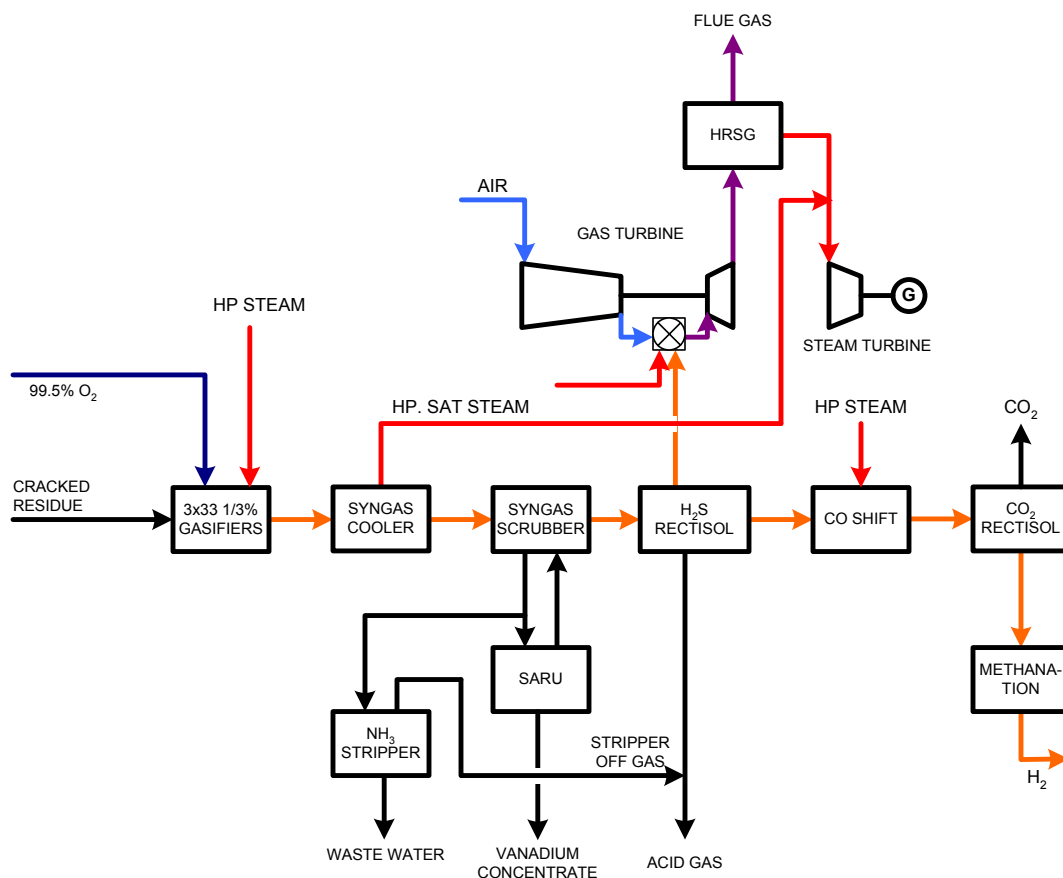 FLUE GAS
HRSG
AIR
GAS TURBINE
HP STEAM
G
STEAM TURBINE
99.5% O₂
HP. SAT STEAM
HP STEAM
CO₂
CRACKED
RESIDUE
3x33 1/3%
GASIFIERS
SYNGAS
COOLER
SYNGAS
SCRUBBER
H₂S
RECTISOL
CO SHIFT
CO₂
RECTISOL
SARU
METHANA-
TION
NH₃
STRIPPER
STRIPPER
OFF GAS
H₂
WASTE WATER
VANADIUM
CONCENTRATE
ACID GAS